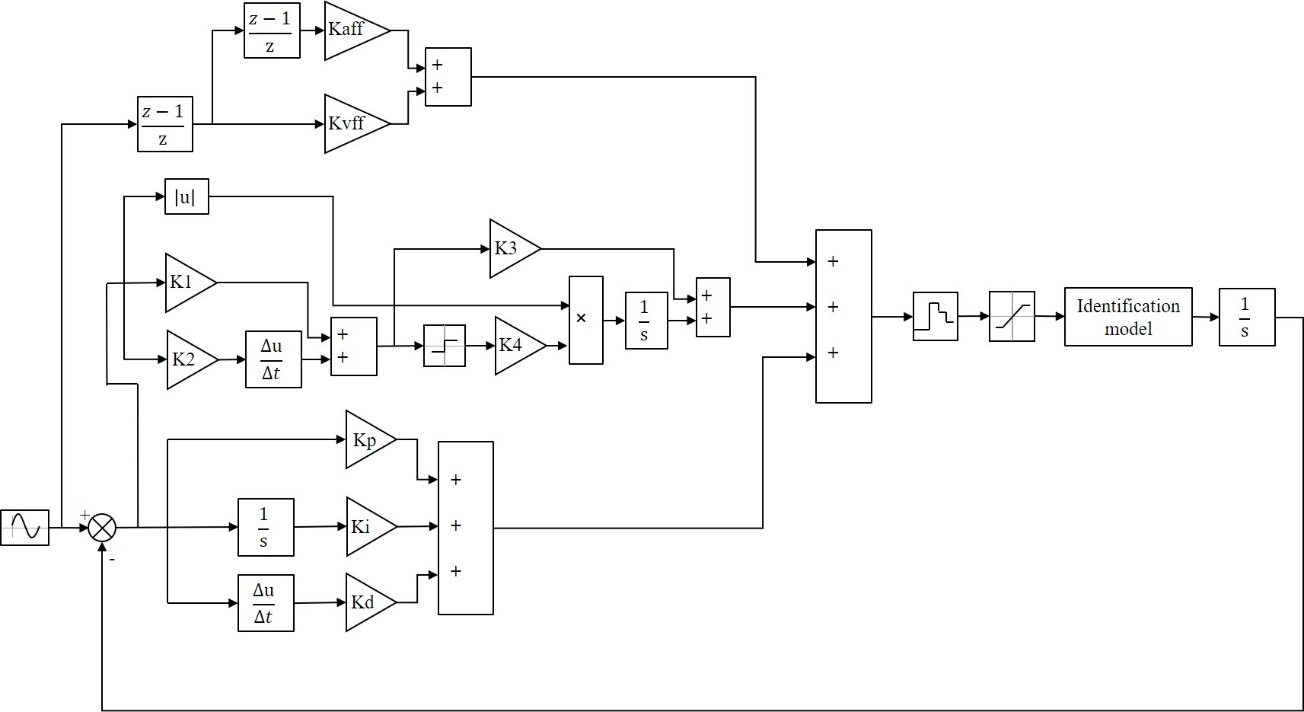 z − 1
z
Kaff
+
+
z − 1
z
Kvff
|u|
K1
K2
Δu
Δt
+
+
K3
K4
×
1
s
+
+
+
+
+
Identification
model
1
s
Kp
+
-
1
s
Ki
Δu
Δt
Kd
+
+
+